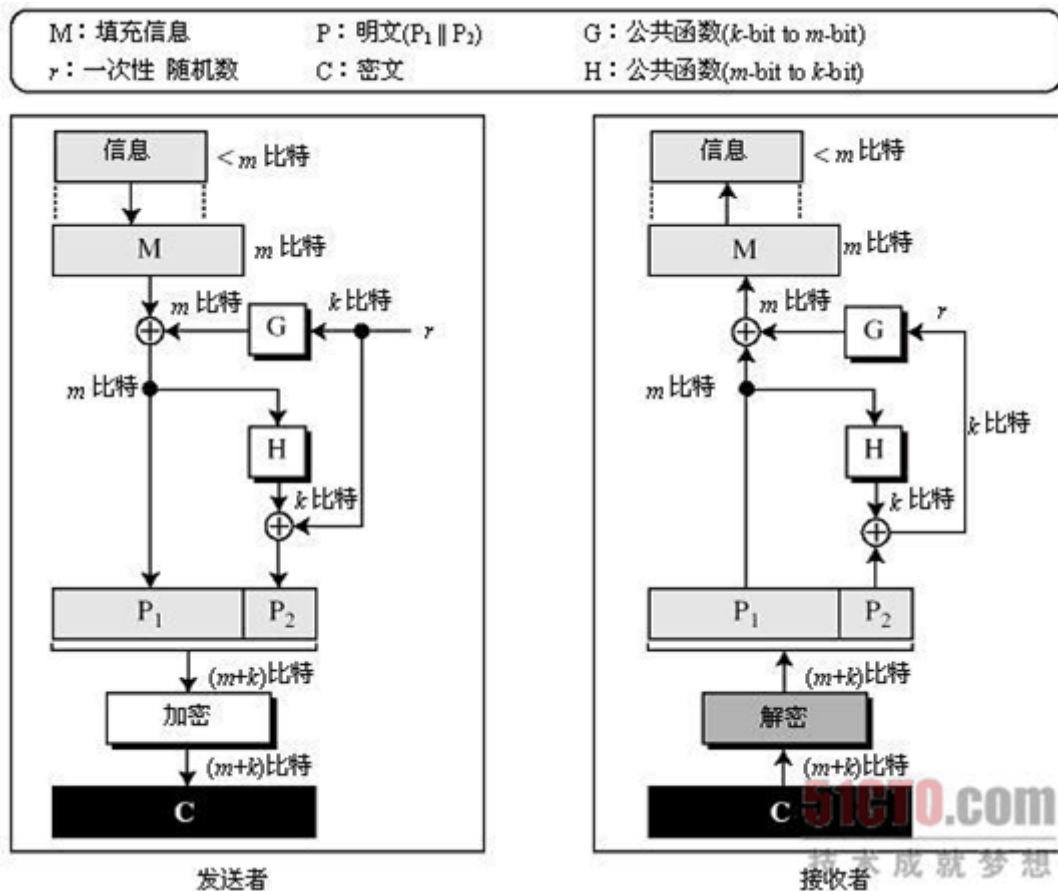 M：填充信息 P：明文(P₁ || P₂) G：公共函数(k-bit to m-bit)
r：一次性 随机数 C：密文 H：公共函数(m-bit to k-bit)
信息 < m 比特
M m 比特
m 比特 G k 比特 r
m 比特
H
k 比特
P₁ P₂
(m+k)比特
加密
(m+k)比特
C
发送者
信息 < m 比特
M m 比特
m 比特 G r
m 比特
k 比特
H
k 比特
P₁ P₂
(m+k)比特
解密
(m+k)比特
C
接收者
51CTO.com
技术成就梦想